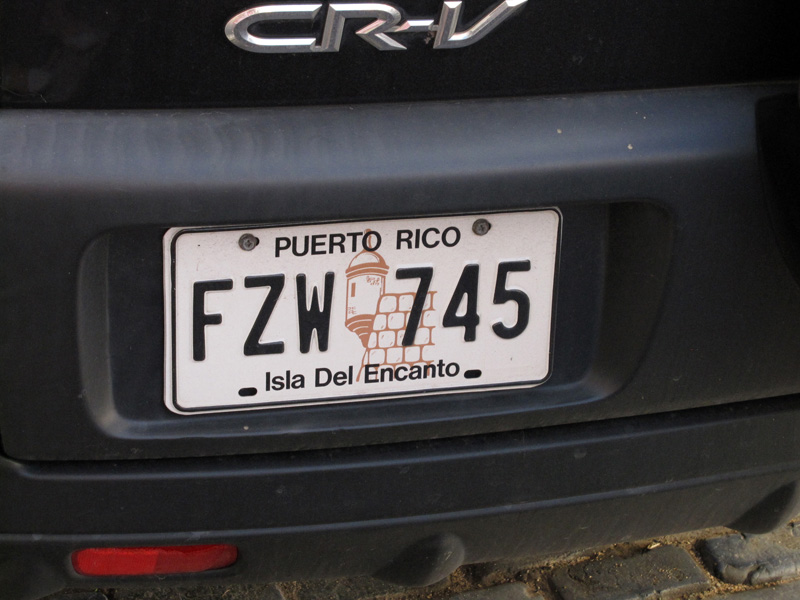 CR-V
PUERTO RICO
FZW 745
Isla Del Encanto